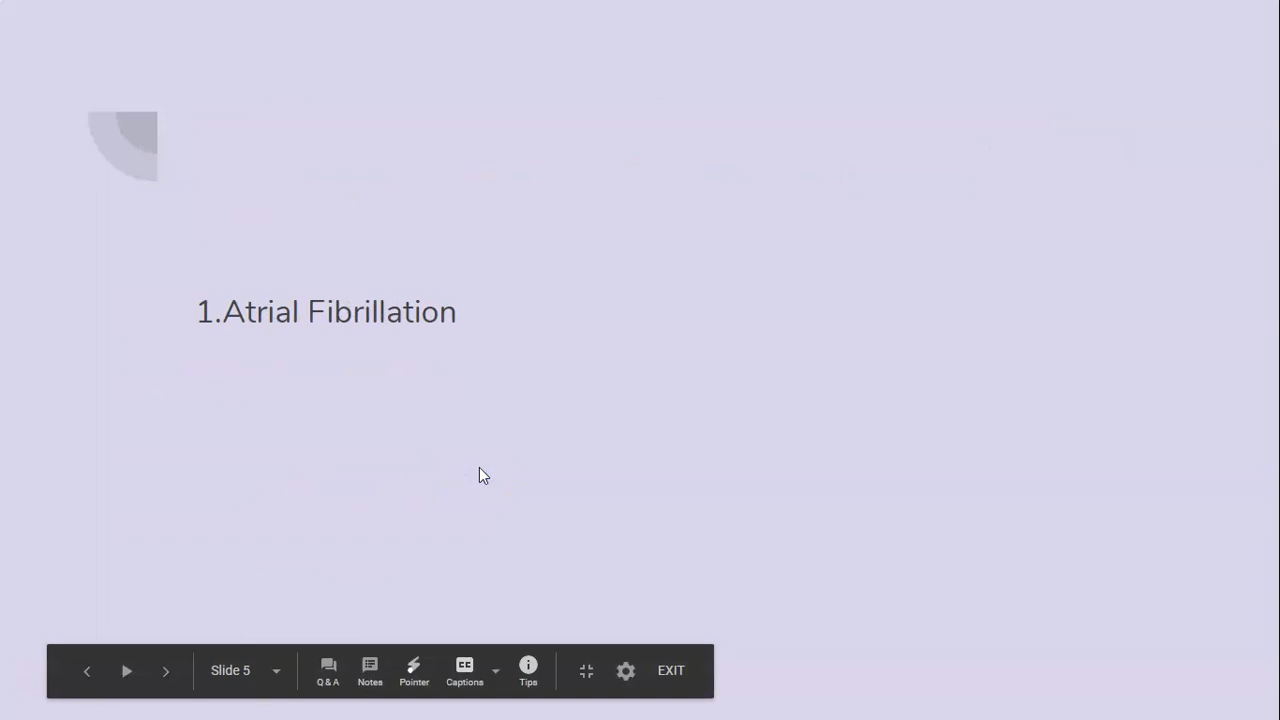 1.Atrial Fibrillation
Slide 5
Q & A
Notes
Pointer
Captions
Tips
EXIT